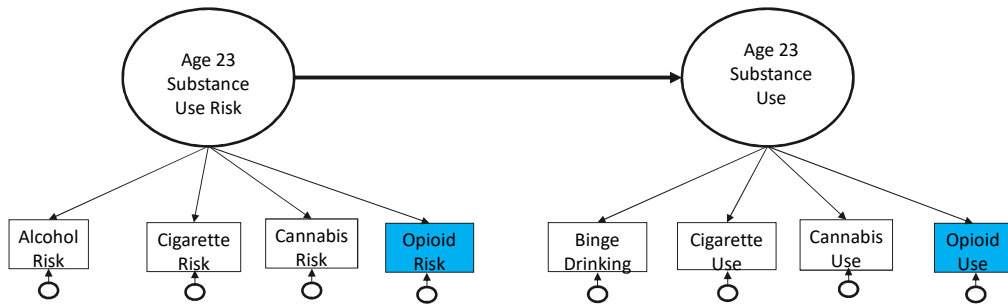 Age 23
Substance
Use Risk
Age 23
Substance
Use
Alcohol
Risk
Cigarette
Risk
Cannabis
Risk
Opioid
Risk
Binge
Drinking
Cigarette
Use
Cannabis
Use
Opioid
Use